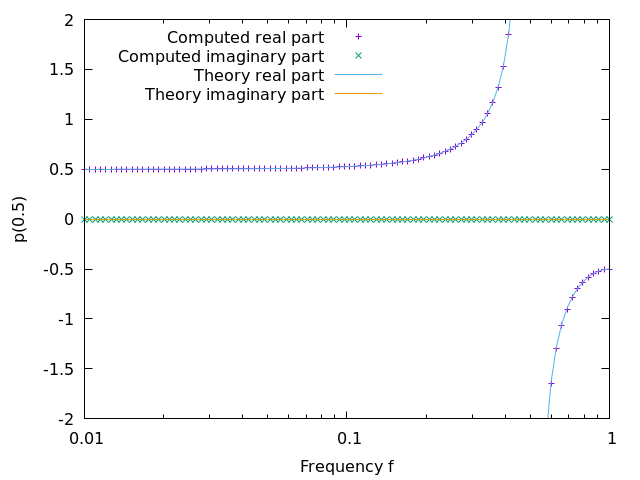 2
1.5
1
0.5
0
-0.5
-1
-1.5
-2
p(0.5)
Computed real part
Computed imaginary part
Theory real part
Theory imaginary part
0.01 0.1 1
Frequency f